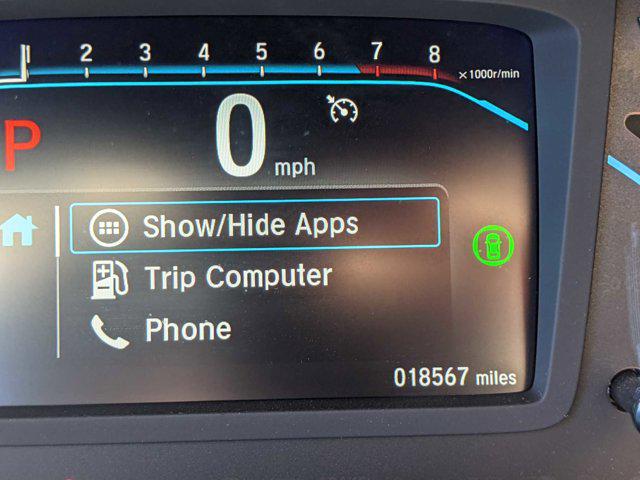 1 2 3 4 5 6 7 8 ×1000r/min
P 0 mph
Show/Hide Apps
Trip Computer
Phone
018567 miles